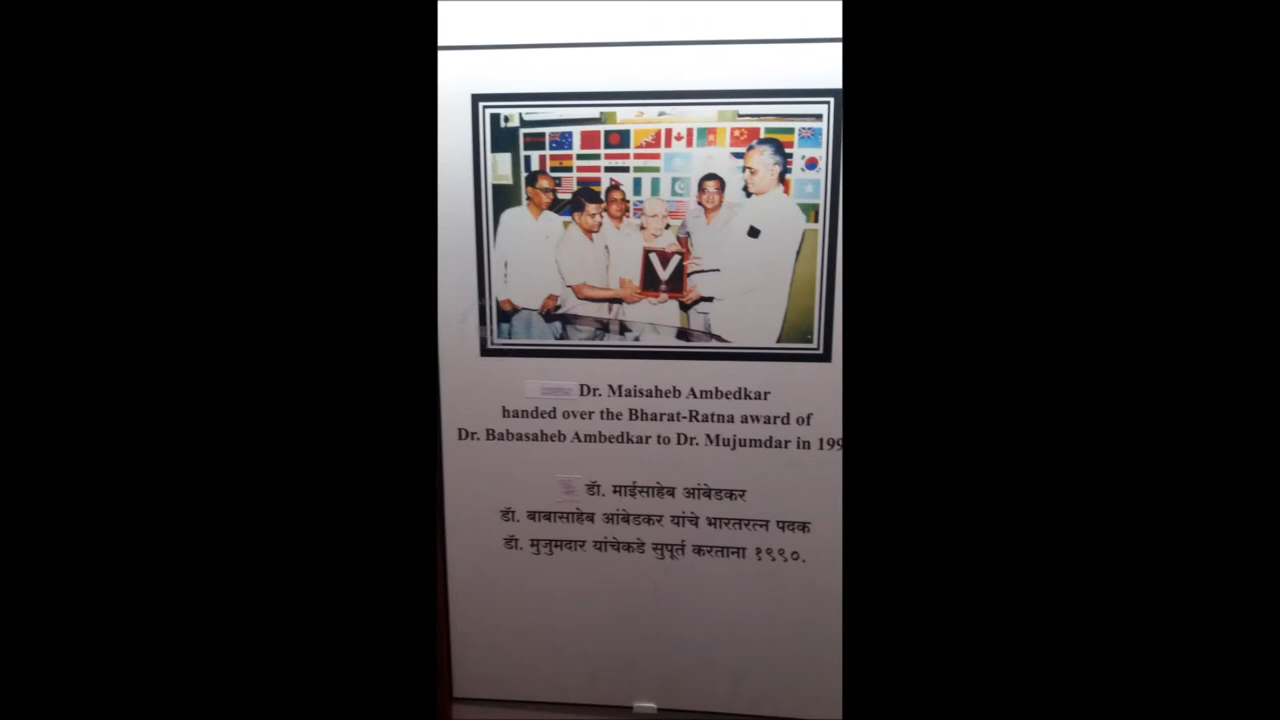 Dr. Maisaheb Ambedkar
handed over the Bharat-Ratna award of
Dr. Babasaheb Ambedkar to Dr. Mujumdar in 199
डॉ. माईसाहेब आंबेडकर
डॉ. बाबासाहेब आंबेडकर यांचे भारतरत्न पदक
डॉ. मुजुमदार यांचेकडे सुपूर्त करताना १९९०.